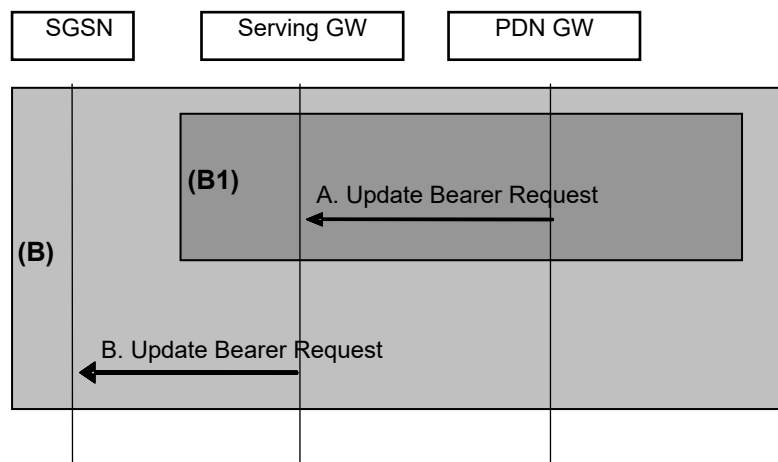 SGSN
Serving GW
PDN GW
(B1)
A. Update Bearer Request
(B)
B. Update Bearer Request